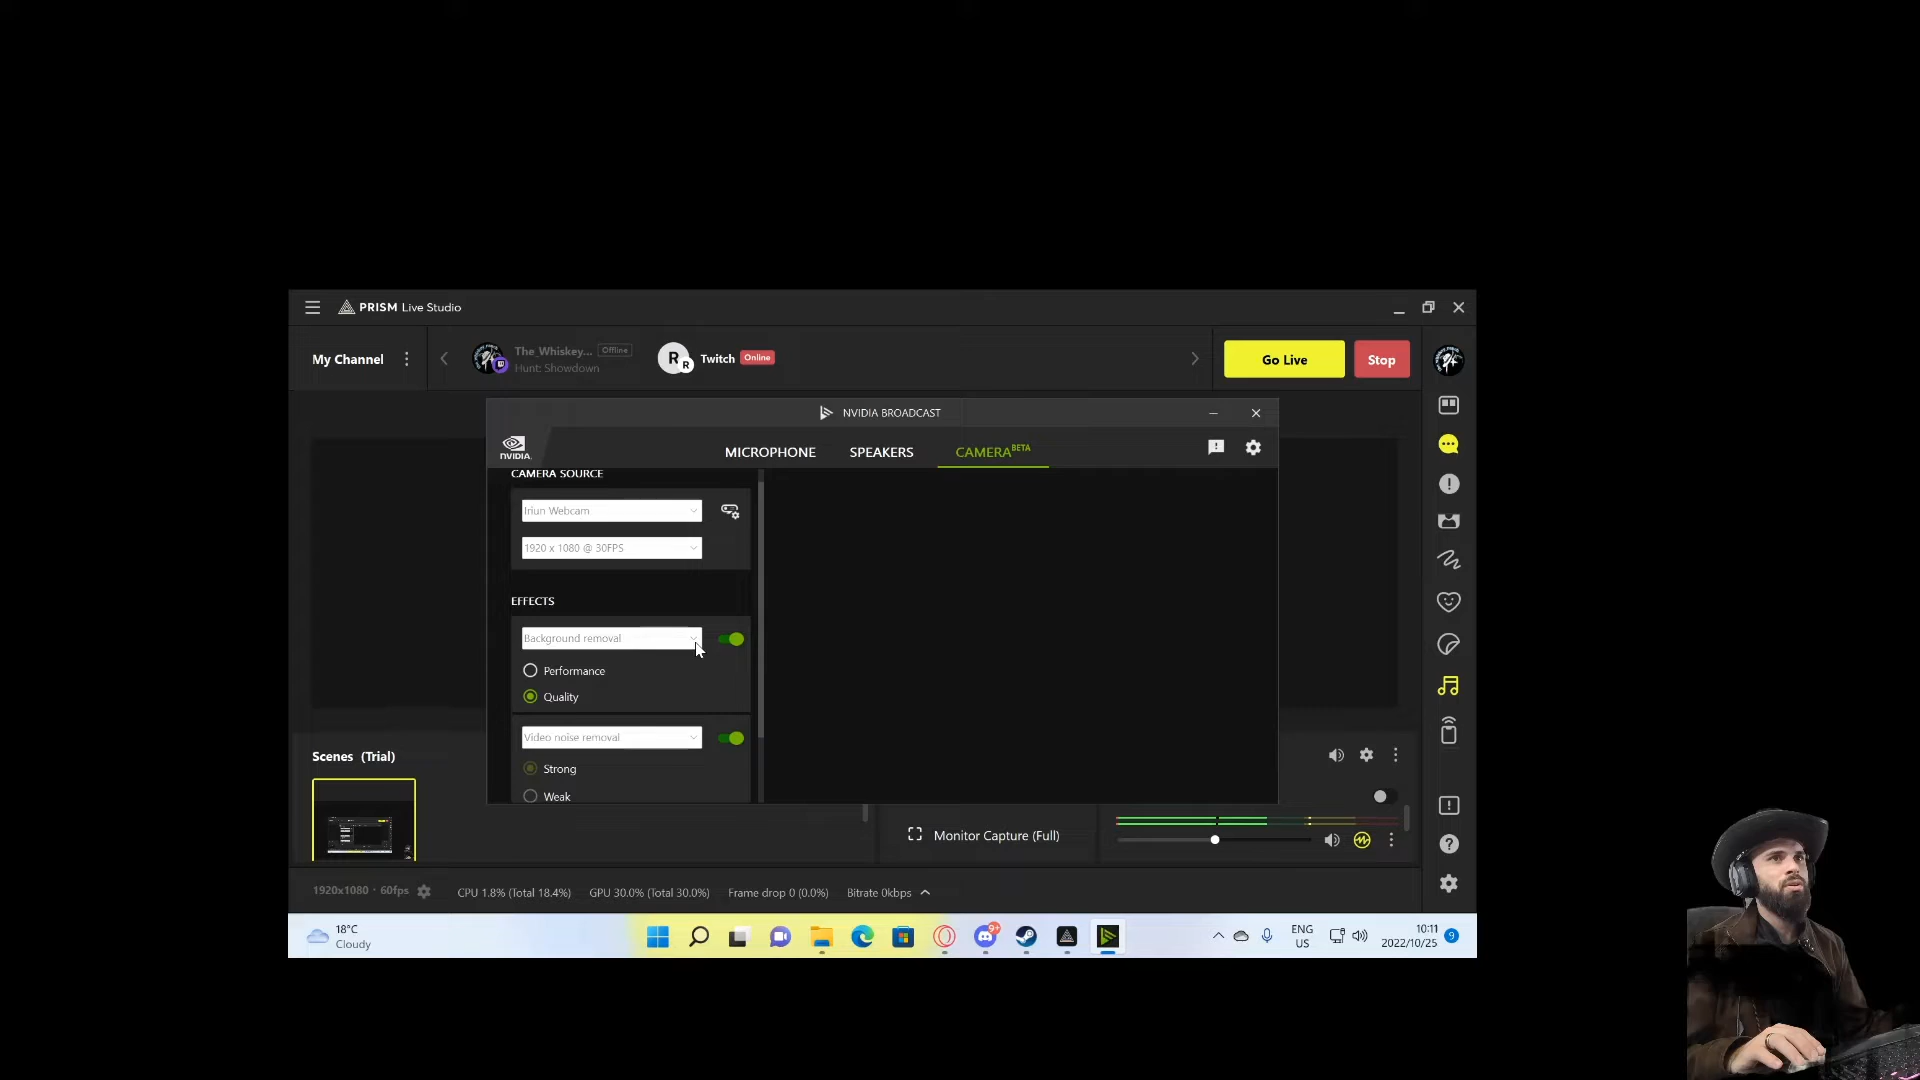 PRISM Live Studio
My Channel
The_Whiskey... Offline
Hunt: Showdown
R
R
Twitch Online
Go Live
Stop
NVIDIA BROADCAST
NVIDIA.
MICROPHONE
SPEAKERS
CAMERA BETA
CAMERA SOURCE
Iriun Webcam
1920 x 1080 @ 30FPS
EFFECTS
Background removal
Performance
Quality
Video noise removal
Strong
Weak
Scenes (Trial)
Monitor Capture (Full)
1920x1080 • 60fps
CPU 1.8% (Total 18.4%)
GPU 30.0% (Total 30.0%)
Frame drop 0 (0.0%)
Bitrate 0kbps
18°C
Cloudy
9+
ENG
US
10:11
2022/10/25
9